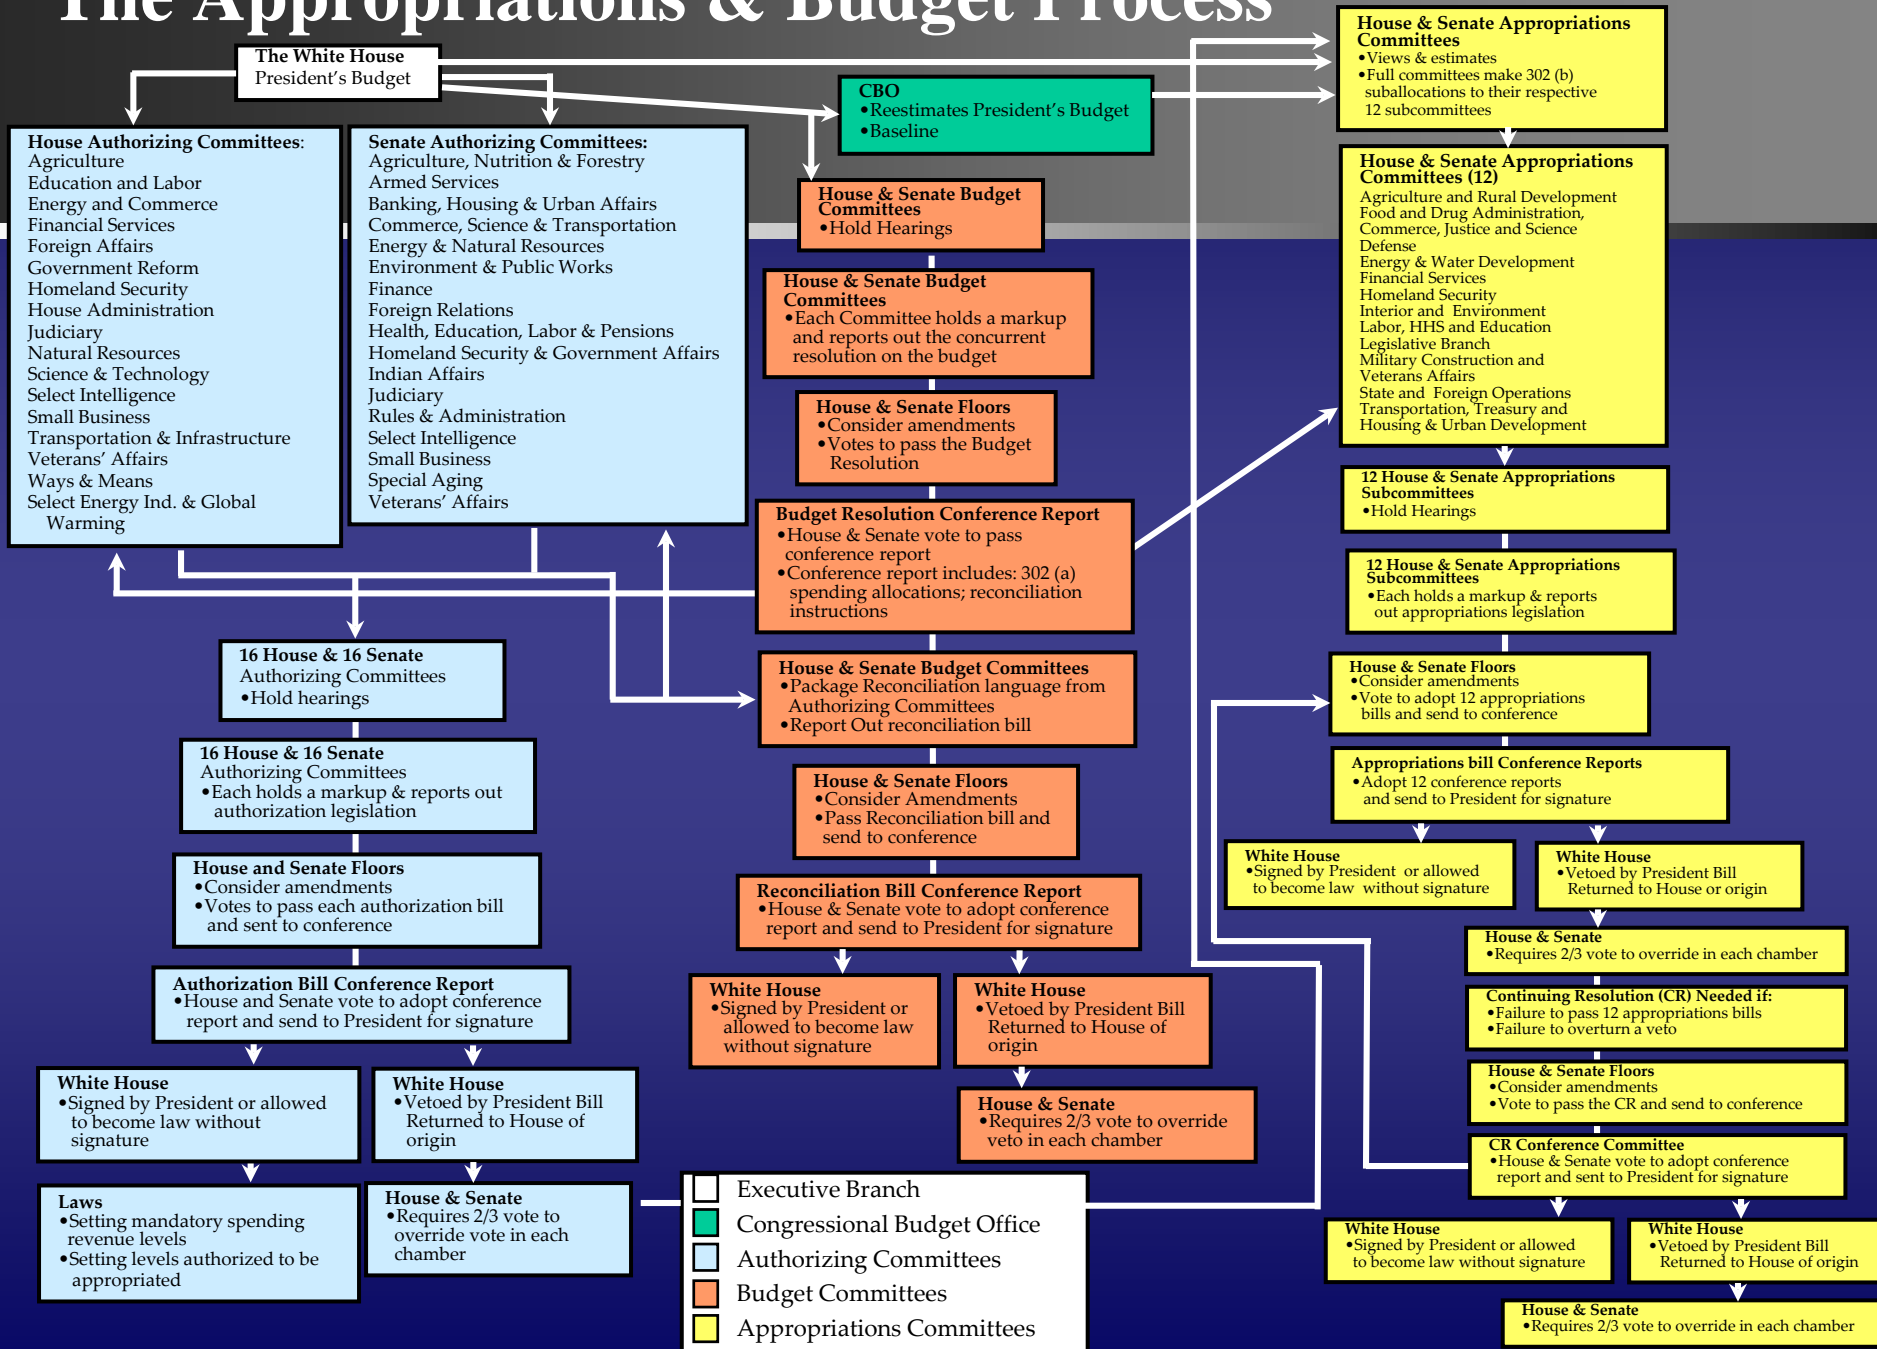 The Appropriations & Budget Process
The White House
President's Budget
CBO
•Reestimates President's Budget
•Baseline
House & Senate Appropriations
Committees
•Views & estimates
•Full committees make 302 (b)
suballocations to their respective
12 subcommittees
House Authorizing Committees:
Agriculture
Education and Labor
Energy and Commerce
Financial Services
Foreign Affairs
Government Reform
Homeland Security
House Administration
Judiciary
Natural Resources
Science & Technology
Select Intelligence
Small Business
Transportation & Infrastructure
Veterans' Affairs
Ways & Means
Select Energy Ind. & Global
Warming
Senate Authorizing Committees:
Agriculture, Nutrition & Forestry
Armed Services
Banking, Housing & Urban Affairs
Commerce, Science & Transportation
Energy & Natural Resources
Environment & Public Works
Finance
Foreign Relations
Health, Education, Labor & Pensions
Homeland Security & Government Affairs
Indian Affairs
Judiciary
Rules & Administration
Select Intelligence
Small Business
Special Aging
Veterans' Affairs
16 House & 16 Senate
Authorizing Committees
•Hold hearings
16 House & 16 Senate
Authorizing Committees
•Each holds a markup & reports out
authorization legislation
House and Senate Floors
•Consider amendments
•Votes to pass each authorization bill
and sent to conference
Authorization Bill Conference Report
•House and Senate vote to adopt conference
report and send to President for signature
White House
•Signed by President or allowed
to become law without
signature
White House
•Vetoed by President Bill
Returned to House of
origin
Laws
•Setting mandatory spending
revenue levels
•Setting levels authorized to be
appropriated
House & Senate
•Requires 2/3 vote to
override vote in each
chamber
House & Senate Budget
Committees
•Hold Hearings
House & Senate Budget
Committees
•Each Committee holds a markup
and reports out the concurrent
resolution on the budget
House & Senate Floors
•Consider amendments
•Votes to pass the Budget
Resolution
Budget Resolution Conference Report
•House & Senate vote to pass
conference report
•Conference report includes: 302 (a)
spending allocations; reconciliation
instructions
House & Senate Budget Committees
•Package Reconciliation language from
Authorizing Committees
•Report Out reconciliation bill
House & Senate Floors
•Consider Amendments
•Pass Reconciliation bill and
send to conference
Reconciliation Bill Conference Report
•House & Senate vote to adopt conference
report and send to President for signature
White House
•Signed by President or
allowed to become law
without signature
White House
•Vetoed by President Bill
Returned to House of
origin
House & Senate
•Requires 2/3 vote to override
veto in each chamber
Executive Branch
Congressional Budget Office
Authorizing Committees
Budget Committees
Appropriations Committees
House & Senate Appropriations
Committees (12)
Agriculture and Rural Development
Food and Drug Administration,
Commerce, Justice and Science
Defense
Energy & Water Development
Financial Services
Homeland Security
Interior and Environment
Labor, HHS and Education
Legislative Branch
Military Construction and
Veterans Affairs
State and Foreign Operations
Transportation, Treasury and
Housing & Urban Development
12 House & Senate Appropriations
Subcommittees
•Hold Hearings
12 House & Senate Appropriations
Subcommittees
•Each holds a markup & reports
out appropriations legislation
House & Senate Floors
•Consider amendments
•Vote to adopt 12 appropriations
bills and send to conference
Appropriations bill Conference Reports
•Adopt 12 conference reports
and send to President for signature
White House
•Signed by President or allowed
to become law without signature
White House
•Vetoed by President Bill
Returned to House or origin
House & Senate
•Requires 2/3 vote to override in each chamber
Continuing Resolution (CR) Needed if:
•Failure to pass 12 appropriations bills
•Failure to overturn a veto
House & Senate Floors
•Consider amendments
•Vote to pass the CR and send to conference
CR Conference Committee
•House & Senate vote to adopt conference
report and sent to President for signature
White House
•Signed by President or allowed
to become law without signature
White House
•Vetoed by President Bill
Returned to House of origin
House & Senate
•Requires 2/3 vote to override in each chamber